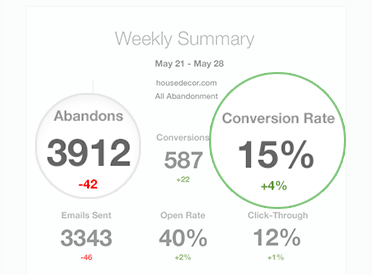 Weekly Summary
May 21 - May 28
housedecor.com
All Abandonment
Abandons
3912
-42
Conversions
587
+22
Conversion Rate
15%
+4%
Emails Sent
3343
-46
Open Rate
40%
+2%
Click-Through
12%
+1%